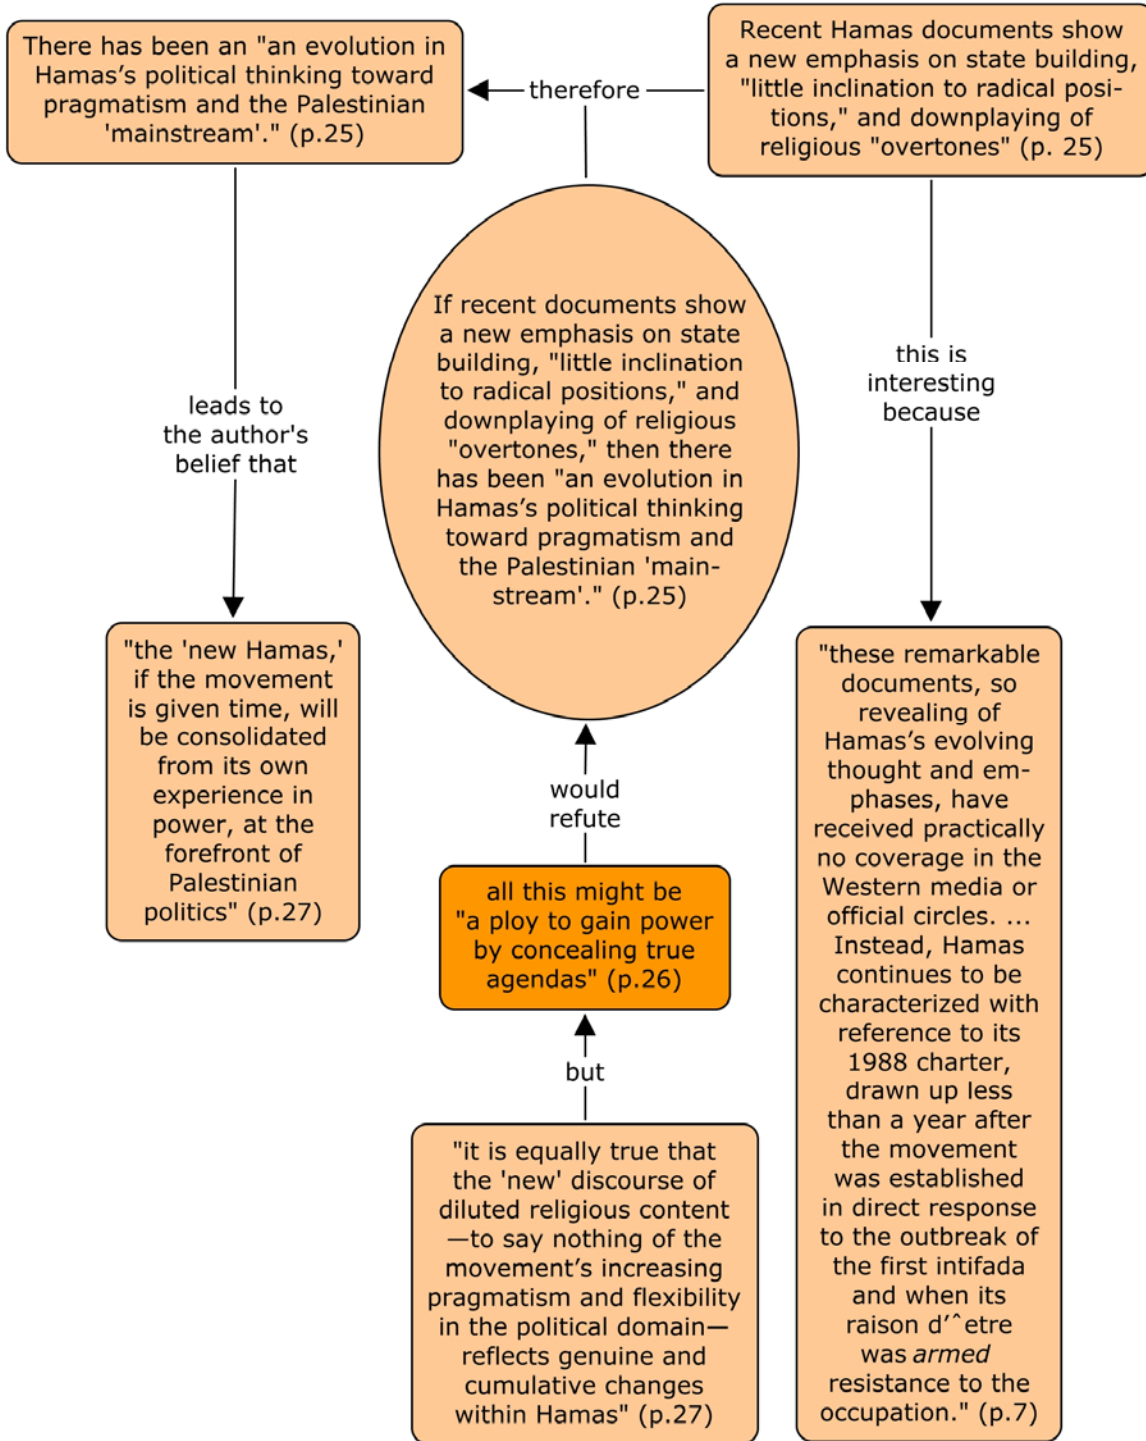 There has been an "an evolution in
Hamas’s political thinking toward
pragmatism and the Palestinian
'mainstream'." (p.25)
therefore
Recent Hamas documents show
a new emphasis on state building,
"little inclination to radical posi-
tions," and downplaying of
religious "overtones" (p. 25)
If recent documents show
a new emphasis on state
building, "little inclination
to radical positions," and
downplaying of religious
"overtones," then there
has been "an evolution in
Hamas’s political thinking
toward pragmatism and
the Palestinian 'main-
stream'." (p.25)
leads to
the author's
belief that
this is
interesting
because
"the 'new Hamas,'
if the movement
is given time, will
be consolidated
from its own
experience in
power, at the
forefront of
Palestinian
politics" (p.27)
would
refute
all this might be
"a ploy to gain power
by concealing true
agendas" (p.26)
but
"it is equally true that
the 'new' discourse of
diluted religious content
—to say nothing of the
movement’s increasing
pragmatism and flexibility
in the political domain—
reflects genuine and
cumulative changes
within Hamas" (p.27)
"these remarkable
documents, so
revealing of
Hamas’s evolving
thought and em-
phases, have
received practically
no coverage in the
Western media or
official circles. ...
Instead, Hamas
continues to be
characterized with
reference to its
1988 charter,
drawn up less
than a year after
the movement
was established
in direct response
to the outbreak of
the first intifada
and when its
raison d’ˆetre
was armed
resistance to the
occupation." (p.7)